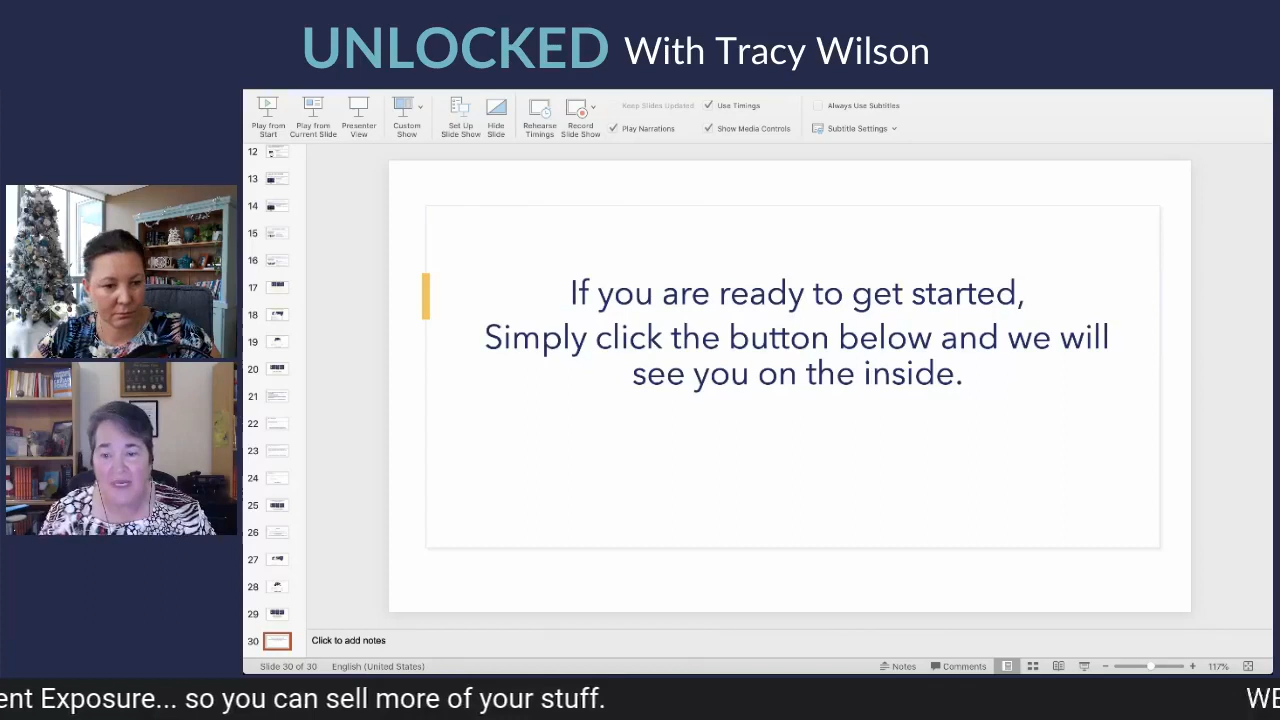 UNLOCKED With Tracy Wilson
Play from Start
Play from Current Slide
Presenter View
Custom Show
Set Up Slide Show
Hide Slide
Rehearse Timings
Record Slide Show
Keep Slides Updated
Use Timings
Play Narrations
Show Media Controls
Always Use Subtitles
Subtitle Settings
12
13
14
15
16
17
18
19
20
21
22
23
24
25
26
27
28
29
30
If you are ready to get started,
Simply click the button below and we will
see you on the inside.
Click to add notes
Slide 30 of 30 English (United States) Notes Comments 117%
ent Exposure... so you can sell more of your stuff. WE